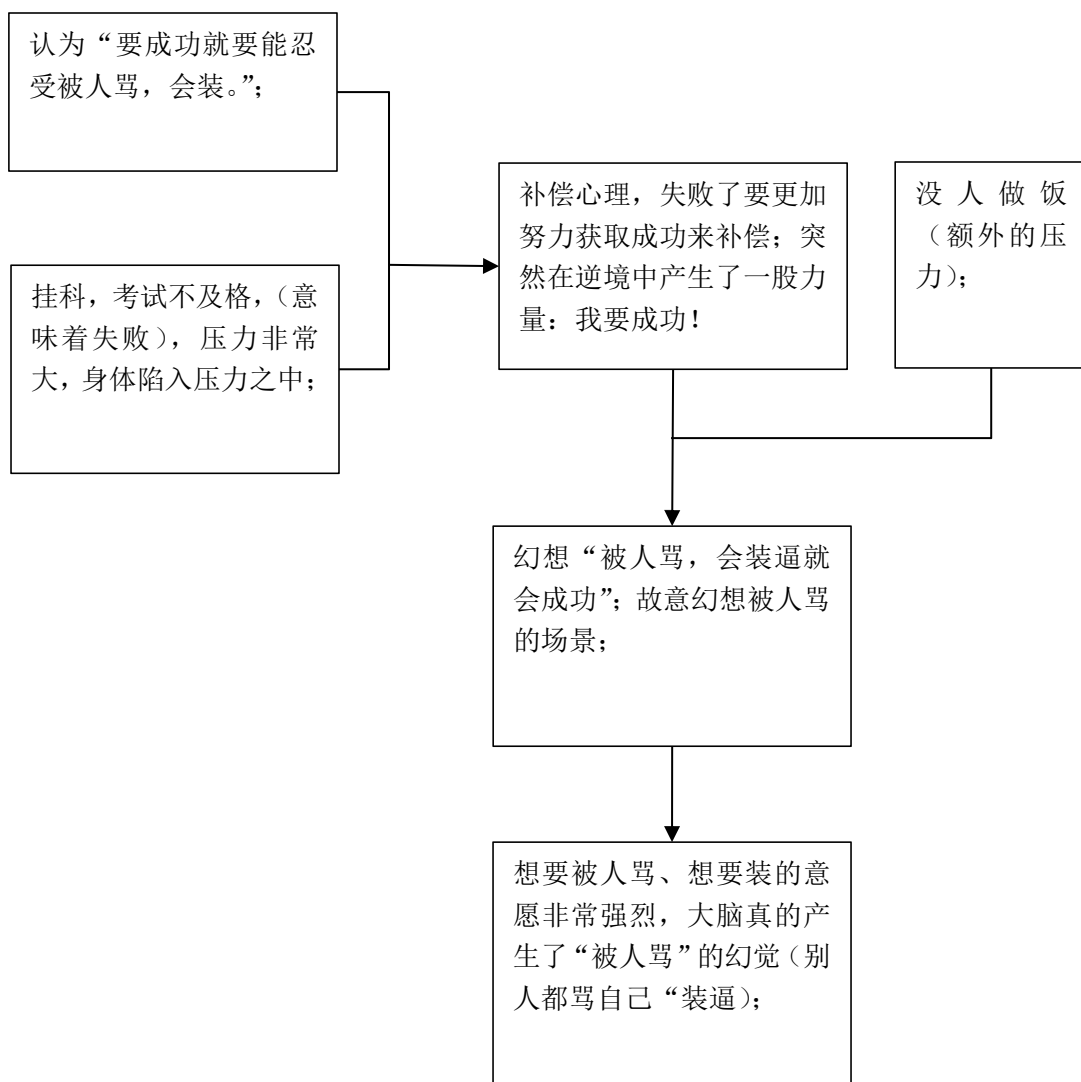 认为“要成功就要能忍
受被人骂，会装。”；
挂科，考试不及格，（意
味着失败），压力非常
大，身体陷入压力之中；
补偿心理，失败了要更加
努力获取成功来补偿；突
然在逆境中产生了一股力
量：我要成功！
没人做饭
（额外的压
力）；
幻想“被人骂，会装逼就
会成功”；故意幻想被人骂
的场景；
想要被人骂、想要装的意
愿非常强烈，大脑真的产
生了“被人骂”的幻觉（别
人都骂自己“装逼）；